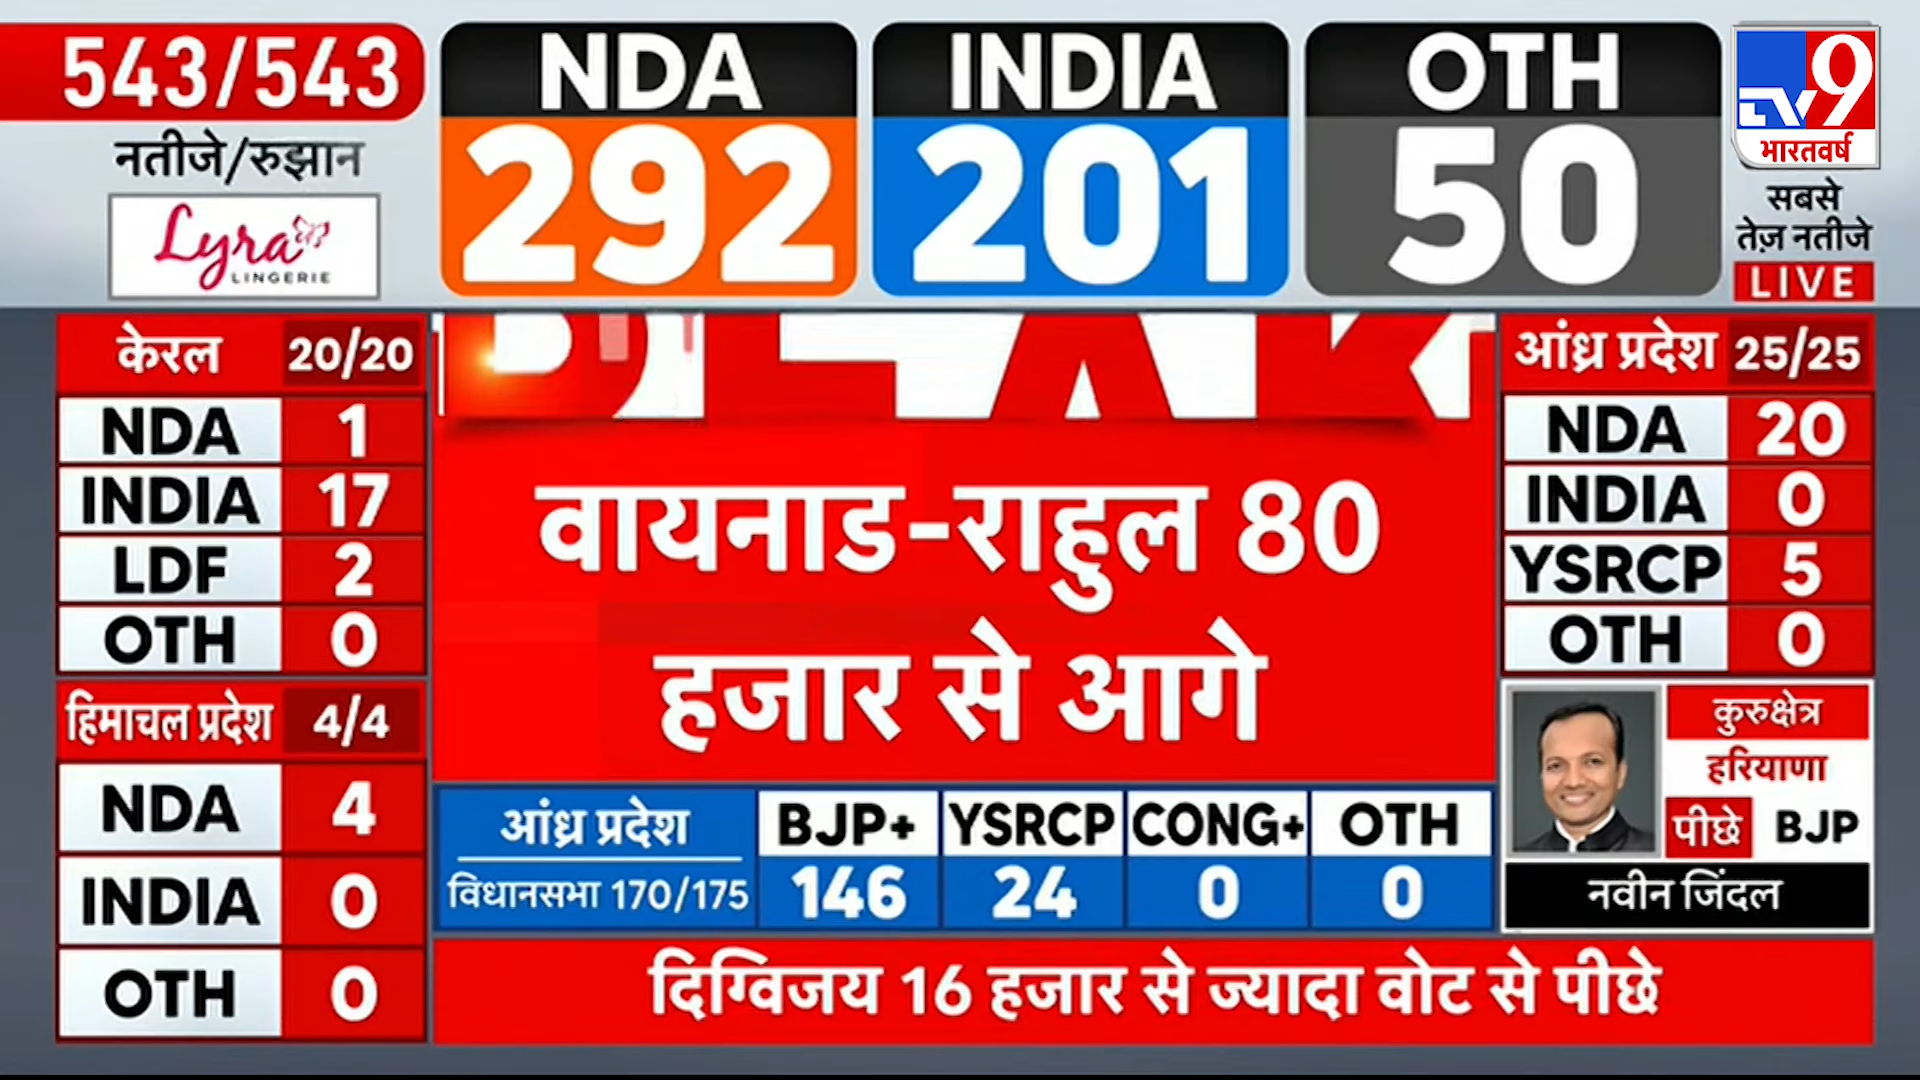 543/543
नतीजे/रुझान
Lyra
LINGERIE
NDA
292
INDIA
201
OTH
50
TV9
भारतवर्ष
सबसे
तेज़ नतीजे
LIVE
केरल 20/20
NDA 1
INDIA 17
LDF 2
OTH 0
हिमाचल प्रदेश 4/4
NDA 4
INDIA 0
OTH 0
वायनाड-राहुल 80
हजार से आगे
आंध्र प्रदेश
विधानसभा 170/175
BJP+ YSRCP CONG+ OTH
146 24 0 0
आंध्र प्रदेश 25/25
NDA 20
INDIA 0
YSRCP 5
OTH 0
कुरुक्षेत्र
हरियाणा
पीछे BJP
नवीन जिंदल
दिग्विजय 16 हजार से ज्यादा वोट से पीछे